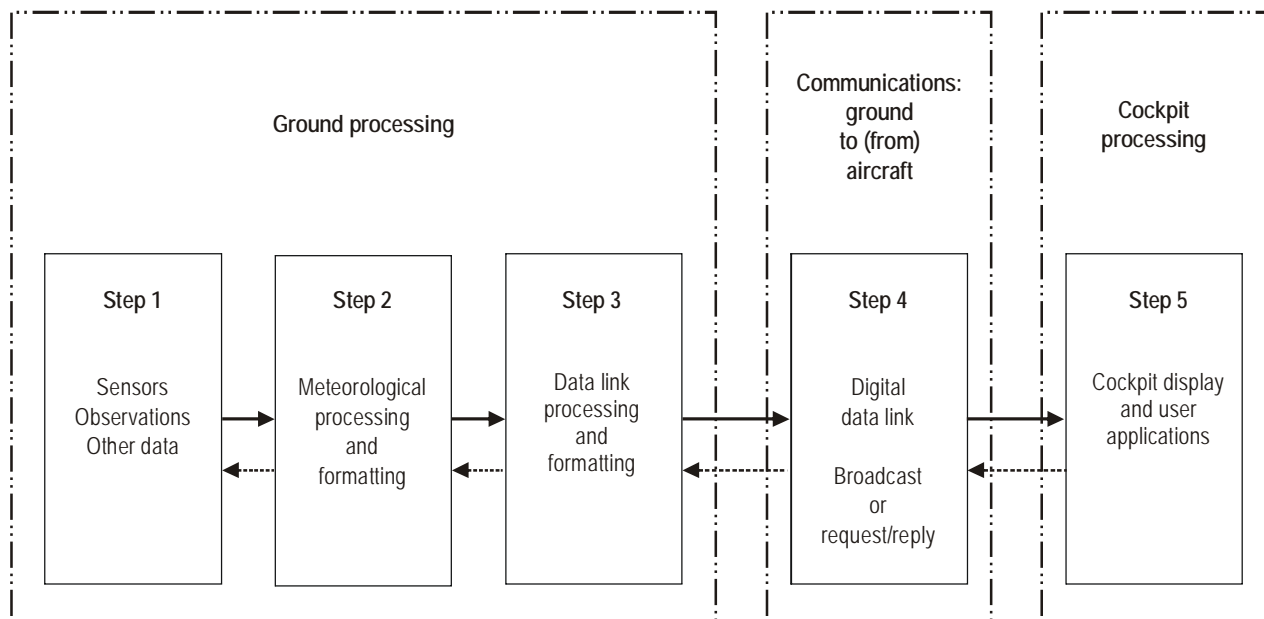 Ground processing
Communications:
ground
to (from)
aircraft
Cockpit
processing
Step 1
Sensors
Observations
Other data
Step 2
Meteorological
processing
and
formatting
Step 3
Data link
processing
and
formatting
Step 4
Digital
data link
Broadcast
or
request/reply
Step 5
Cockpit display
and user
applications